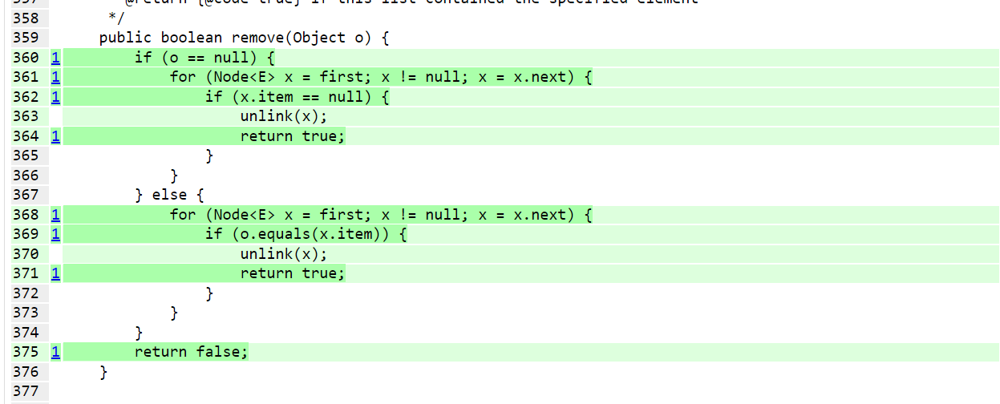 358 */
359 public boolean remove(Object o) {
360 1 if (o == null) {
361 1 for (Node<E> x = first; x != null; x = x.next) {
362 1 if (x.item == null) {
363 unlink(x);
364 1 return true;
365 }
366 }
367 } else {
368 1 for (Node<E> x = first; x != null; x = x.next) {
369 1 if (o.equals(x.item)) {
370 unlink(x);
371 1 return true;
372 }
373 }
374 }
375 1 return false;
376 }
377